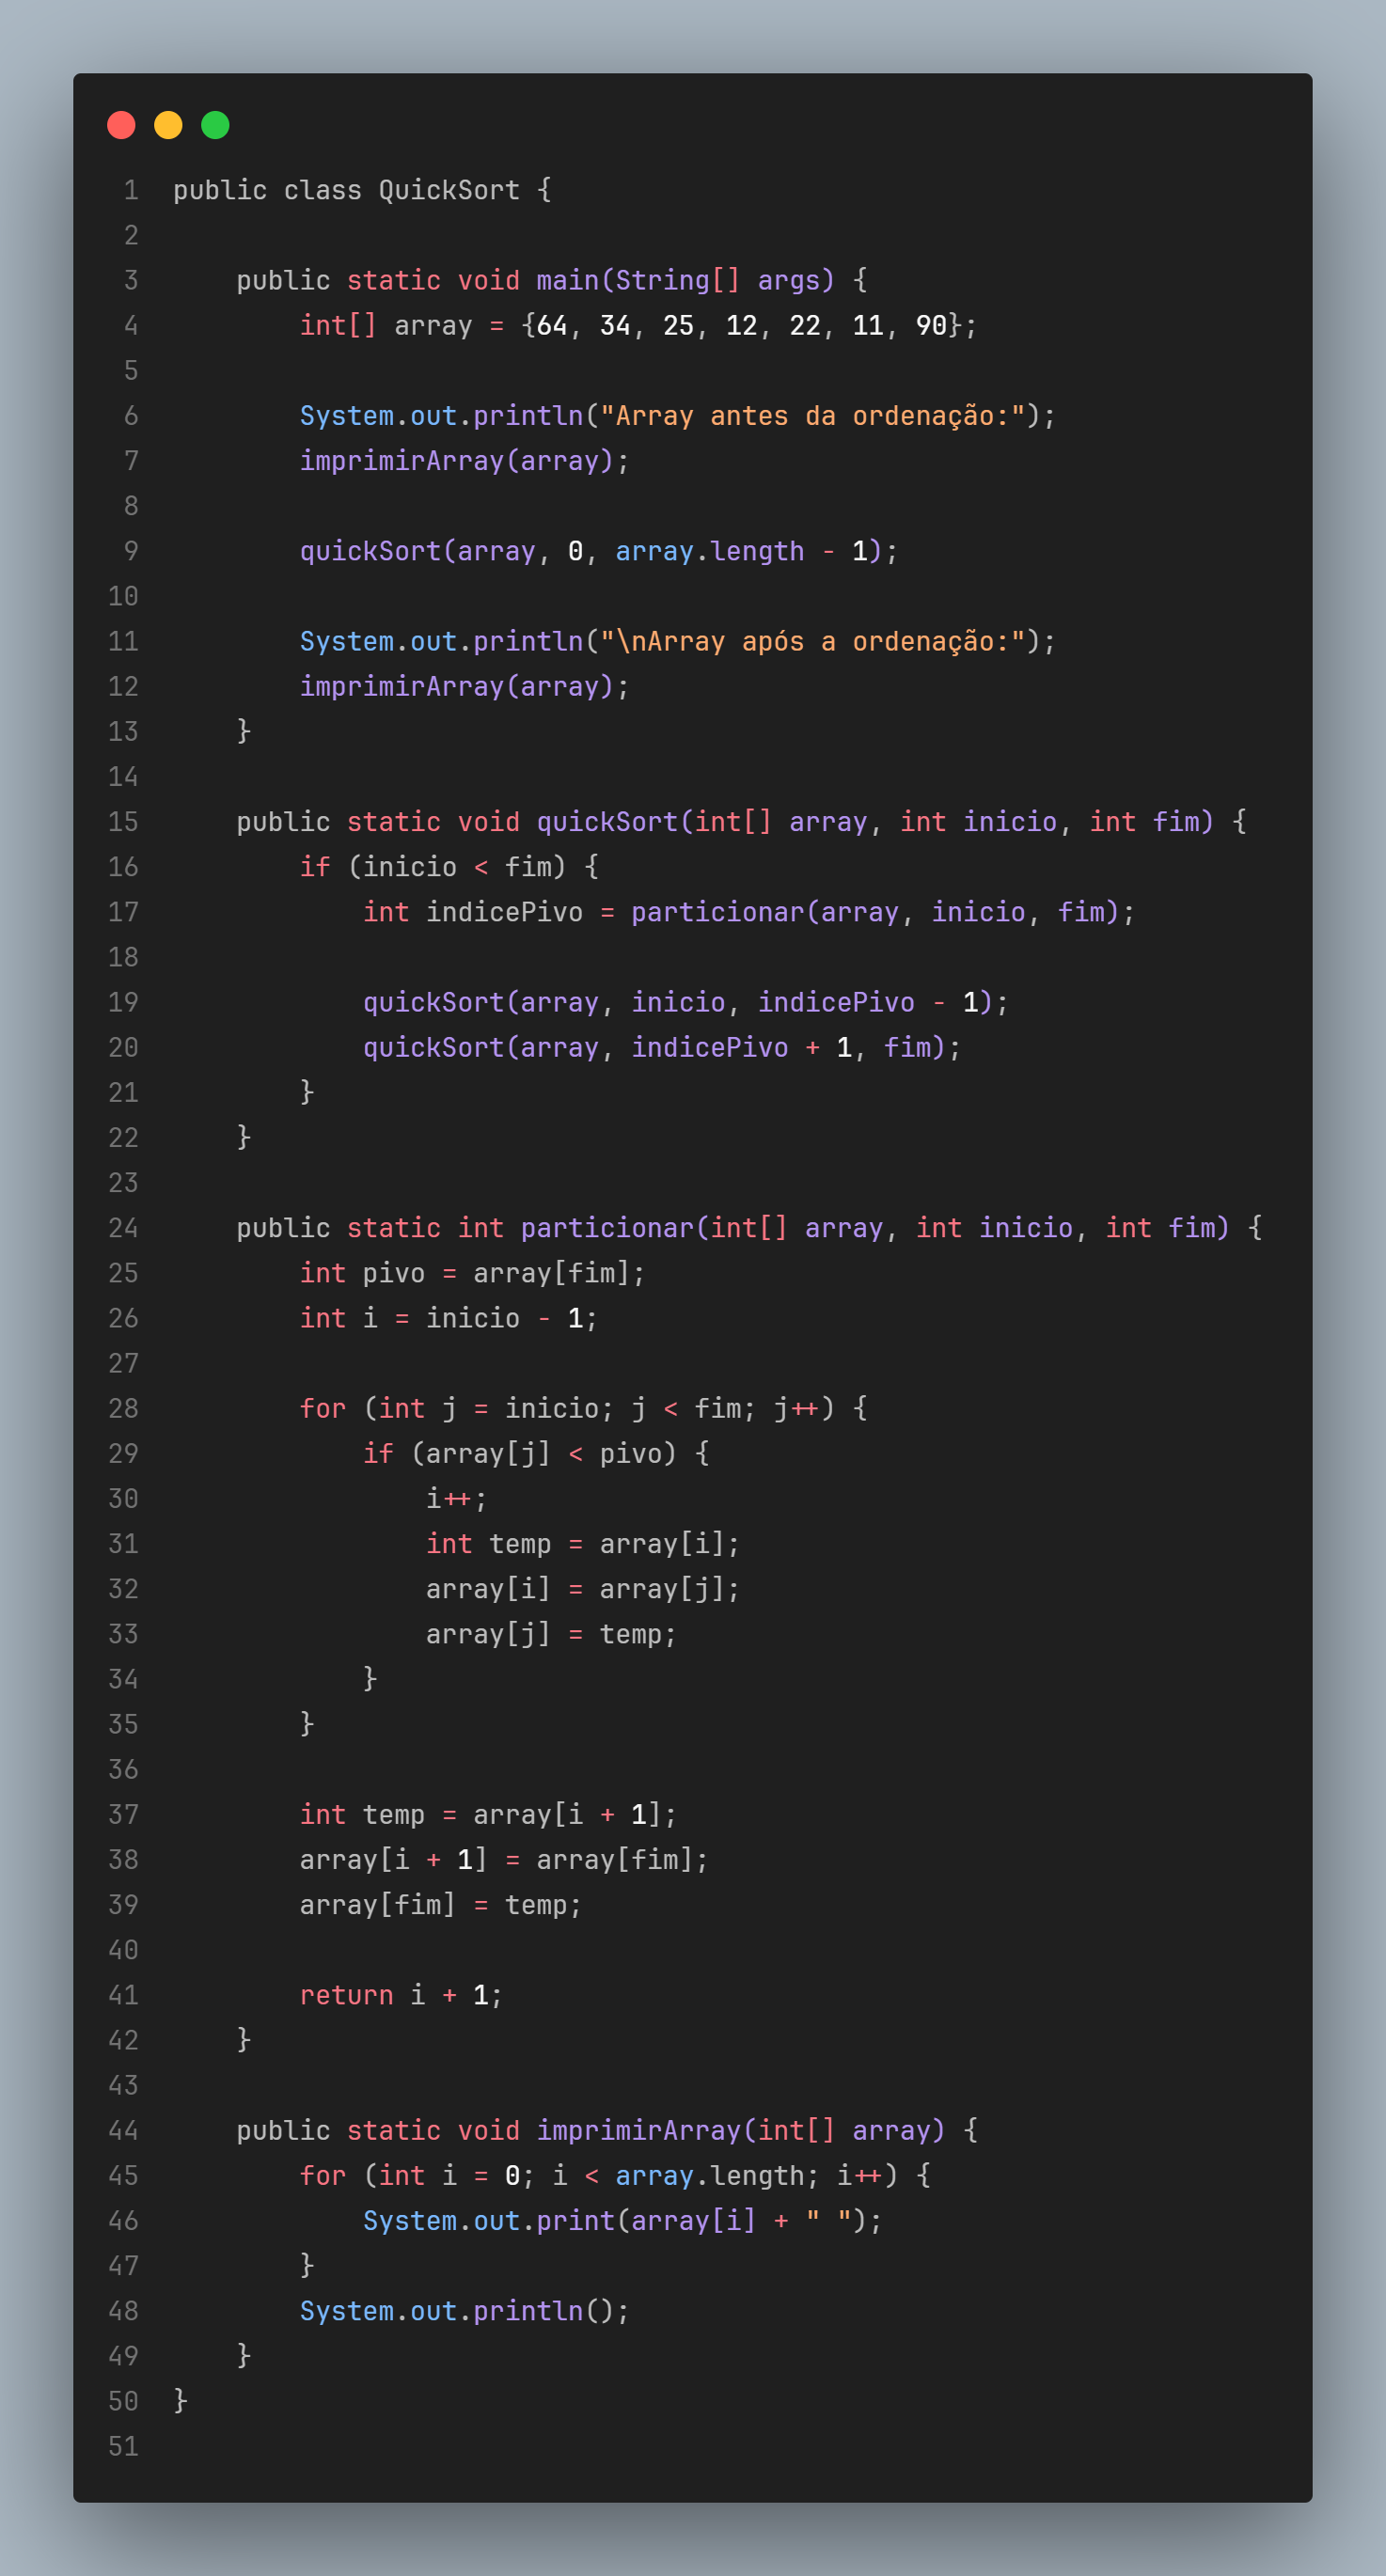 1 public class QuickSort {
2
3     public static void main(String[] args) {
4         int[] array = {64, 34, 25, 12, 22, 11, 90};
5
6         System.out.println("Array antes da ordenação:");
7         imprimirArray(array);
8
9         quickSort(array, 0, array.length - 1);
10
11         System.out.println("\nArray após a ordenação:");
12         imprimirArray(array);
13     }
14
15     public static void quickSort(int[] array, int inicio, int fim) {
16         if (inicio < fim) {
17             int indicePivo = particionar(array, inicio, fim);
18
19             quickSort(array, inicio, indicePivo - 1);
20             quickSort(array, indicePivo + 1, fim);
21         }
22     }
23
24     public static int particionar(int[] array, int inicio, int fim) {
25         int pivo = array[fim];
26         int i = inicio - 1;
27
28         for (int j = inicio; j < fim; j++) {
29             if (array[j] < pivo) {
30                 i++;
31                 int temp = array[i];
32                 array[i] = array[j];
33                 array[j] = temp;
34             }
35         }
36
37         int temp = array[i + 1];
38         array[i + 1] = array[fim];
39         array[fim] = temp;
40
41         return i + 1;
42     }
43
44     public static void imprimirArray(int[] array) {
45         for (int i = 0; i < array.length; i++) {
46             System.out.print(array[i] + " ");
47         }
48         System.out.println();
49     }
50 }
51